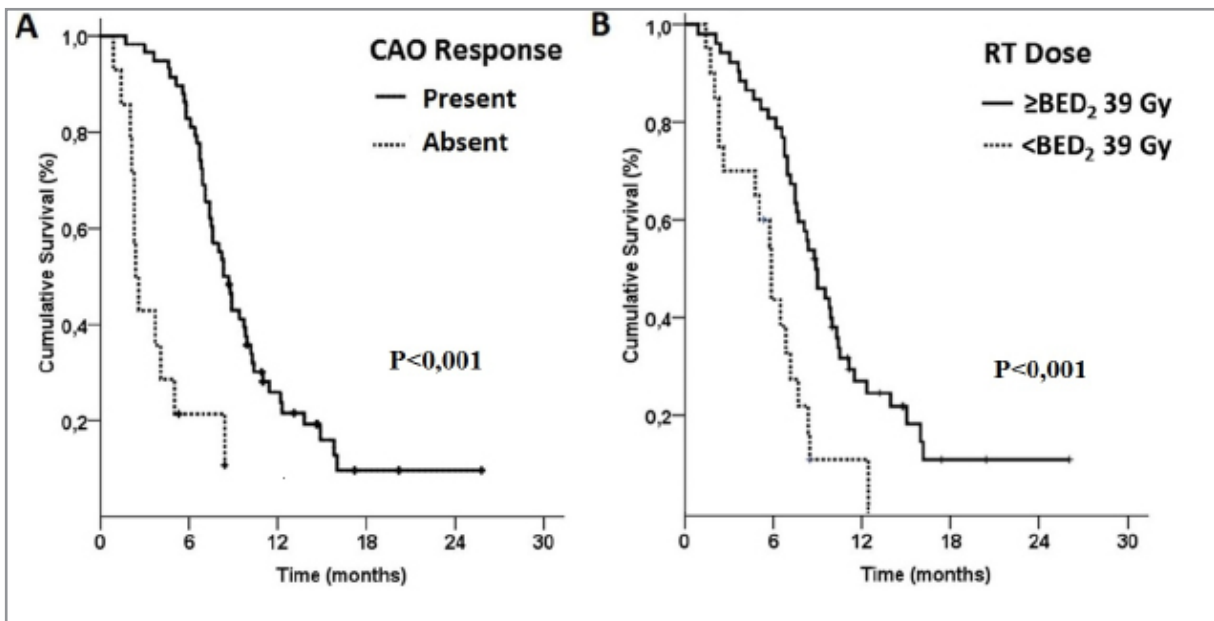 A
CAO Response
Present
Absent
P<0,001
Cumulative Survival (%)
1,0
0,8
0,6
0,4
0,2
0 6 12 18 24 30
Time (months)
B
RT Dose
≥BED₂ 39 Gy
<BED₂ 39 Gy
P<0,001
Cumulative Survival (%)
1,0
0,8
0,6
0,4
0,2
0 6 12 18 24 30
Time (months)